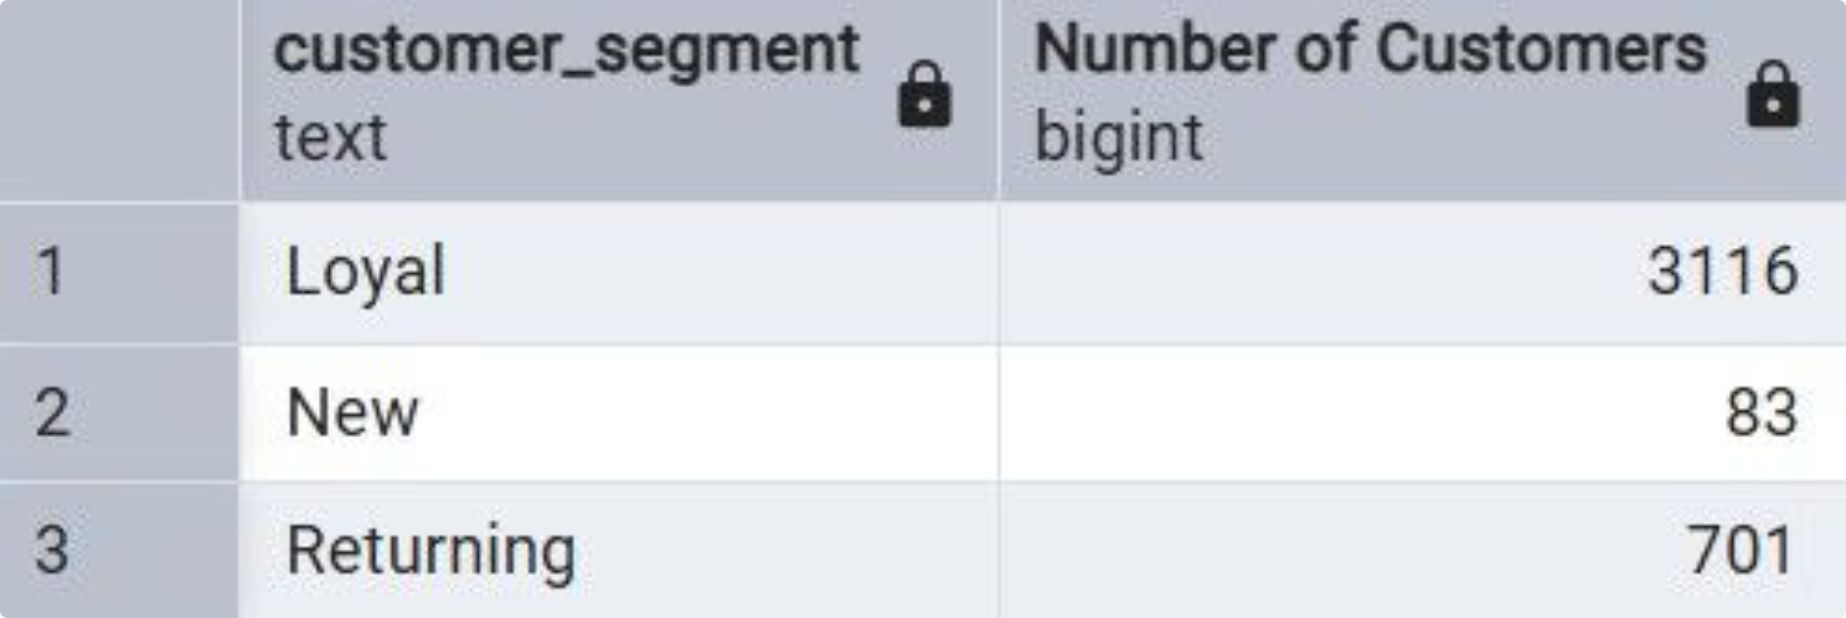 customer_segment Number of Customers
text bigint
1 Loyal 3116
2 New 83
3 Returning 701